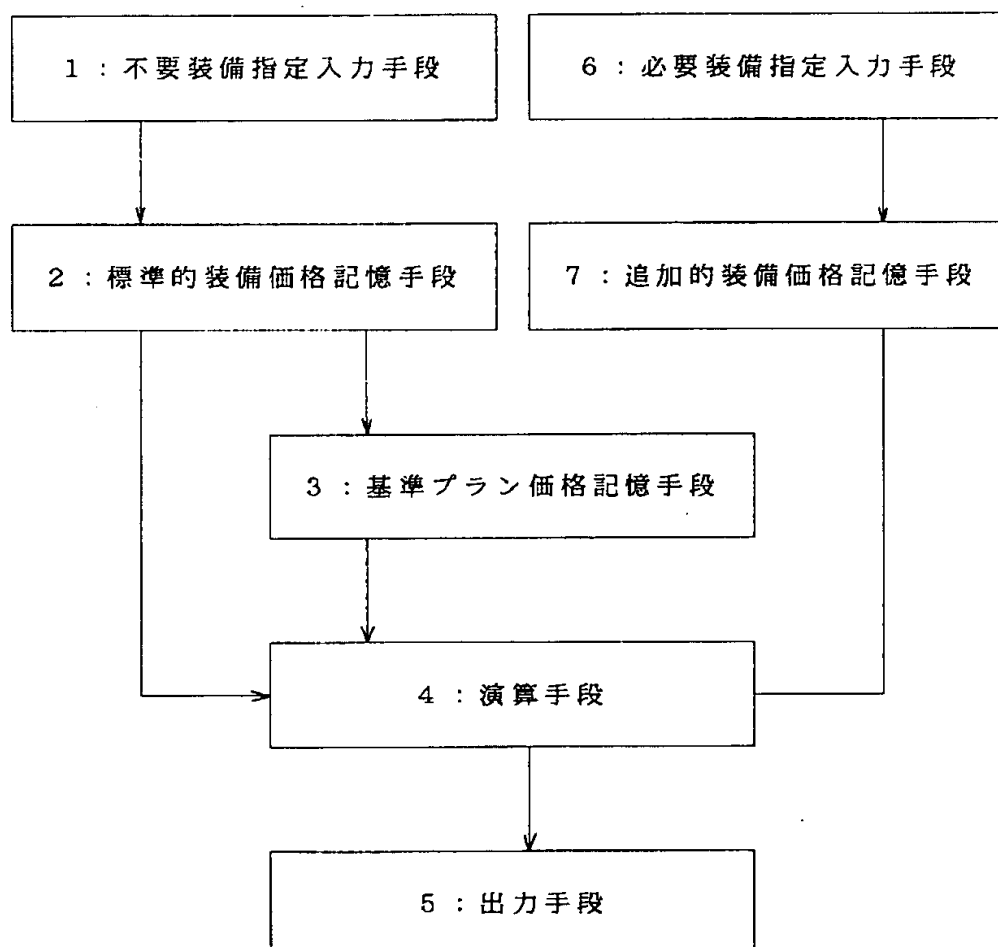 1：不要装備指定入力手段
6：必要装備指定入力手段
2：標準的装備価格記憶手段
7：追加的装備価格記憶手段
3：基準プラン価格記憶手段
4：演算手段
5：出力手段